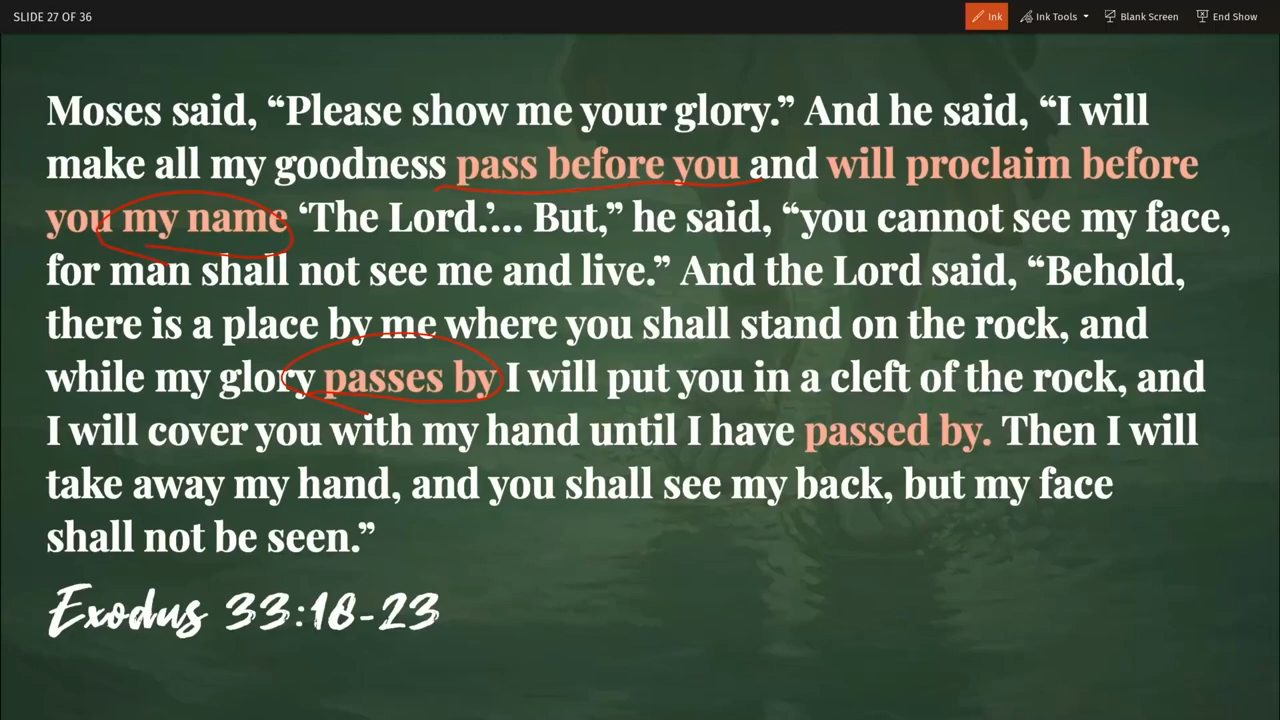 SLIDE 27 OF 36
Ink
Ink Tools
Blank Screen
End Show
Moses said, “Please show me your glory.” And he said, “I will
make all my goodness pass before you and will proclaim before
you my name ‘The Lord.’... But,” he said, “you cannot see my face,
for man shall not see me and live.” And the Lord said, “Behold,
there is a place by me where you shall stand on the rock, and
while my glory passes by I will put you in a cleft of the rock, and
I will cover you with my hand until I have passed by. Then I will
take away my hand, and you shall see my back, but my face
shall not be seen.”
Exodus 33:18-23